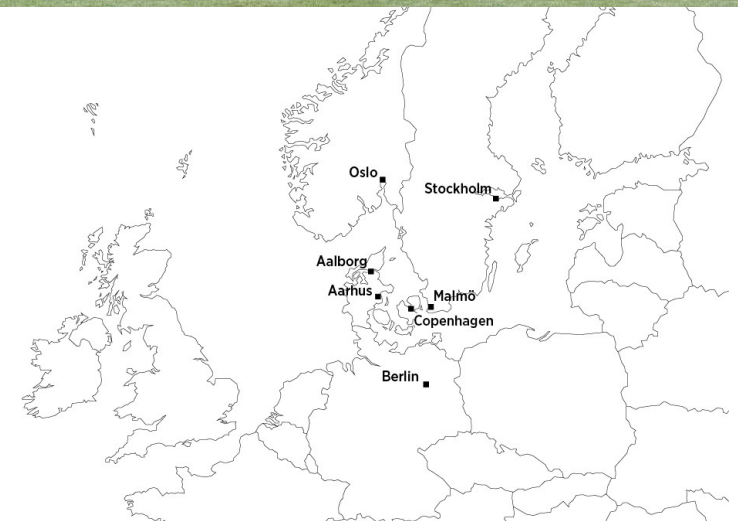 Oslo
Stockholm
Aalborg
Aarhus
Malmö
Copenhagen
Berlin